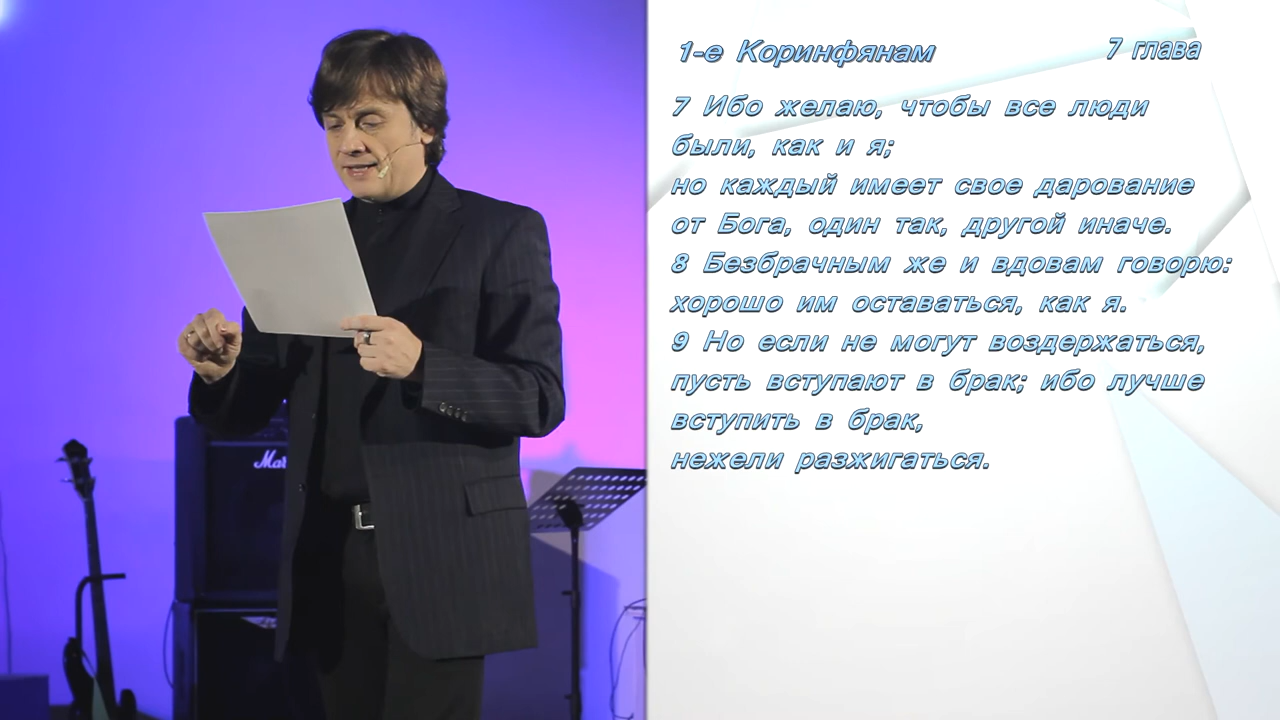 1-е Коринфянам 7 глава
7 Ибо желаю, чтобы все люди
были, как и я;
но каждый имеет свое дарование
от Бога, один так, другой иначе.
8 Безбрачным же и вдовам говорю:
хорошо им оставаться, как я.
9 Но если не могут воздержаться,
пусть вступают в брак; ибо лучше
вступить в брак,
нежели разжигаться.